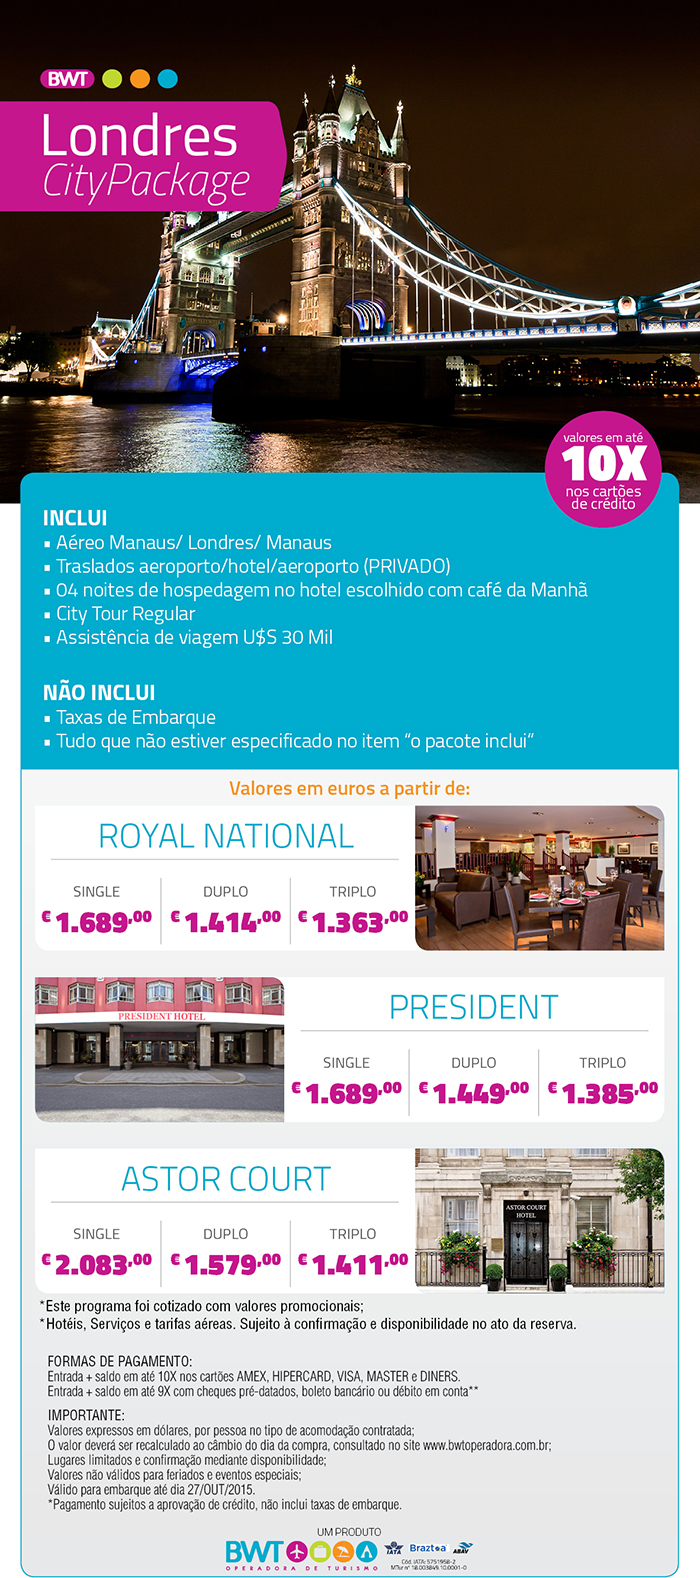 BWT
Londres
CityPackage
valores em até
10X
nos cartões
de crédito
INCLUI
▪ Aéreo Manaus/ Londres/ Manaus
▪ Traslados aeroporto/hotel/aeroporto (PRIVADO)
▪ 04 noites de hospedagem no hotel escolhido com café da Manhã
▪ City Tour Regular
▪ Assistência de viagem U$S 30 Mil
NÃO INCLUI
▪ Taxas de Embarque
▪ Tudo que não estiver especificado no item “o pacote inclui“
Valores em euros a partir de:
ROYAL NATIONAL
SINGLE DUPLO TRIPLO
€ 1.689,00 € 1.414,00 € 1.363,00
PRESIDENT HOTEL
PRESIDENT
SINGLE DUPLO TRIPLO
€ 1.689,00 € 1.449,00 € 1.385,00
ASTOR COURT
SINGLE DUPLO TRIPLO
€ 2.083,00 € 1.579,00 € 1.411,00
ASTOR COURT
HOTEL
*Este programa foi cotizado com valores promocionais;
*Hotéis, Serviços e tarifas aéreas. Sujeito à confirmação e disponibilidade no ato da reserva.
FORMAS DE PAGAMENTO:
Entrada + saldo em até 10X nos cartões AMEX, HIPERCARD, VISA, MASTER e DINERS.
Entrada + saldo em até 9X com cheques pré-datados, boleto bancário ou débito em conta**
IMPORTANTE:
Valores expressos em dólares, por pessoa no tipo de acomodação contratada;
O valor deverá ser recalculado ao câmbio do dia da compra, consultado no site www.bwtoperadora.com.br;
Lugares limitados e confirmação mediante disponibilidade;
Valores não válidos para feriados e eventos especiais;
Válido para embarque até dia 27/OUT/2015.
*Pagamento sujeitos a aprovação de crédito, não inclui taxas de embarque.
UM PRODUTO
BWT
OPERADORA DE TURISMO
IATA Braztoa ABAV
Cód. IATA: 5751958-2
MTur nº 18.003849.10.0001-0